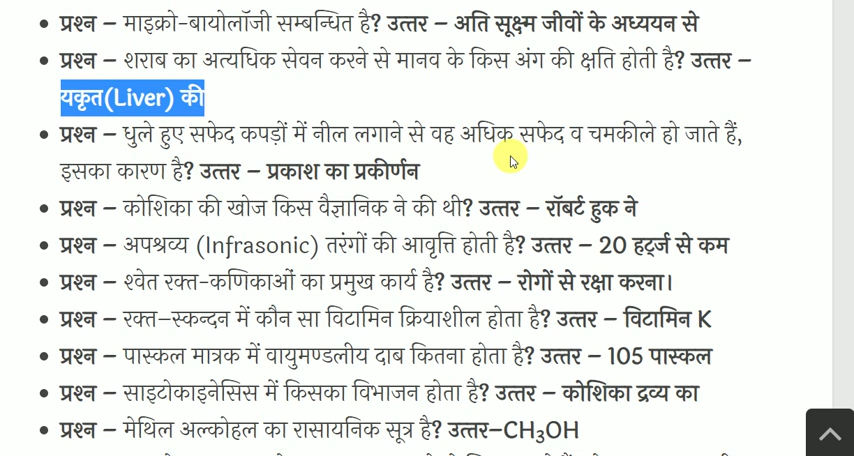 • प्रश्न – माइक्रो-बायोलॉजी सम्बन्धित है? उत्तर – अति सूक्ष्म जीवों के अध्ययन से
• प्रश्न – शराब का अत्यधिक सेवन करने से मानव के किस अंग की क्षति होती है? उत्तर –
यकृत(Liver) की
• प्रश्न – धुले हुए सफेद कपड़ों में नील लगाने से वह अधिक सफेद व चमकीले हो जाते हैं,
इसका कारण है? उत्तर – प्रकाश का प्रकीर्णन
• प्रश्न – कोशिका की खोज किस वैज्ञानिक ने की थी? उत्तर – रॉबर्ट हुक ने
• प्रश्न – अपश्रव्य (Infrasonic) तरंगों की आवृत्ति होती है? उत्तर – 20 हर्ट्ज से कम
• प्रश्न – श्वेत रक्त-कणिकाओं का प्रमुख कार्य है? उत्तर – रोगों से रक्षा करना।
• प्रश्न – रक्त–स्कन्दन में कौन सा विटामिन क्रियाशील होता है? उत्तर – विटामिन K
• प्रश्न – पास्कल मात्रक में वायुमण्डलीय दाब कितना होता है? उत्तर – 105 पास्कल
• प्रश्न – साइटोकाइनेसिस में किसका विभाजन होता है? उत्तर – कोशिका द्रव्य का
• प्रश्न – मेथिल अल्कोहल का रासायनिक सूत्र है? उत्तर–CH₃OH